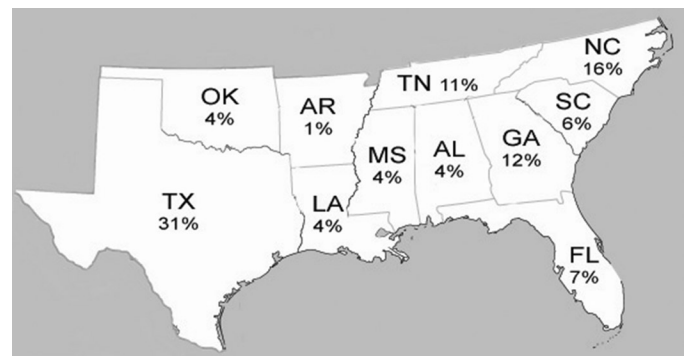 NC
16%
TN 11%
OK
4%
AR
1%
SC
6%
GA
12%
MS
4%
AL
4%
TX
31%
LA
4%
FL
7%